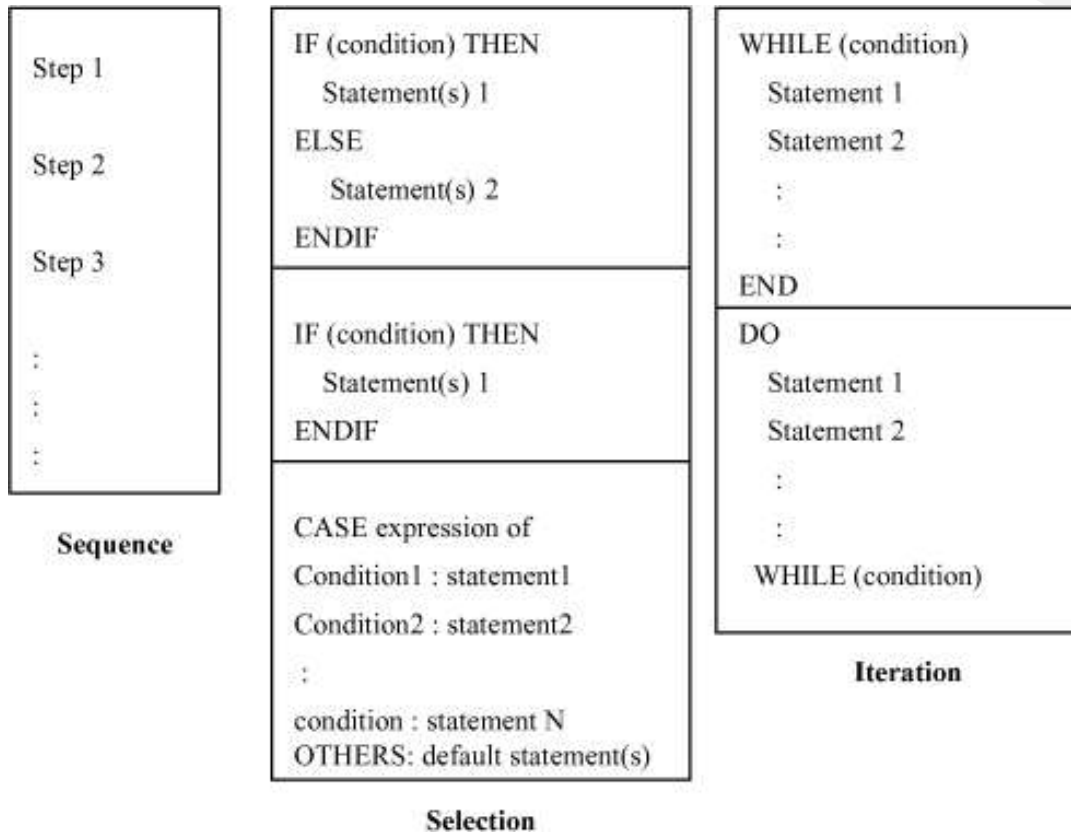 Step 1
Step 2
Step 3
:
:
:
Sequence
IF (condition) THEN
Statement(s) 1
ELSE
Statement(s) 2
ENDIF
IF (condition) THEN
Statement(s) 1
ENDIF
CASE expression of
Condition1 : statement1
Condition2 : statement2
:
condition : statement N
OTHERS: default statement(s)
Selection
WHILE (condition)
Statement 1
Statement 2
:
:
END
DO
Statement 1
Statement 2
:
:
WHILE (condition)
Iteration